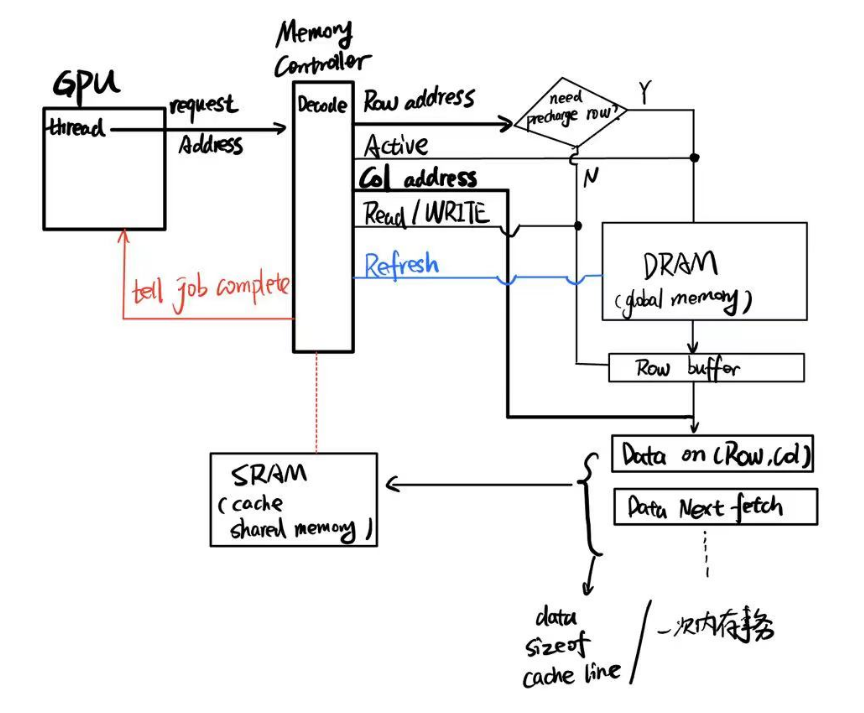 Memory
Controller
GPU
thread
request
Address
Decode
Row address
need
precharge row?
Y
N
Active
Col address
Read / WRITE
Refresh
tell job complete
DRAM
(global memory)
Row buffer
Data on (Row, Col)
Data Next fetch
SRAM
(cache
shared memory)
data
sizeof
cache line
/ 一次内存事务